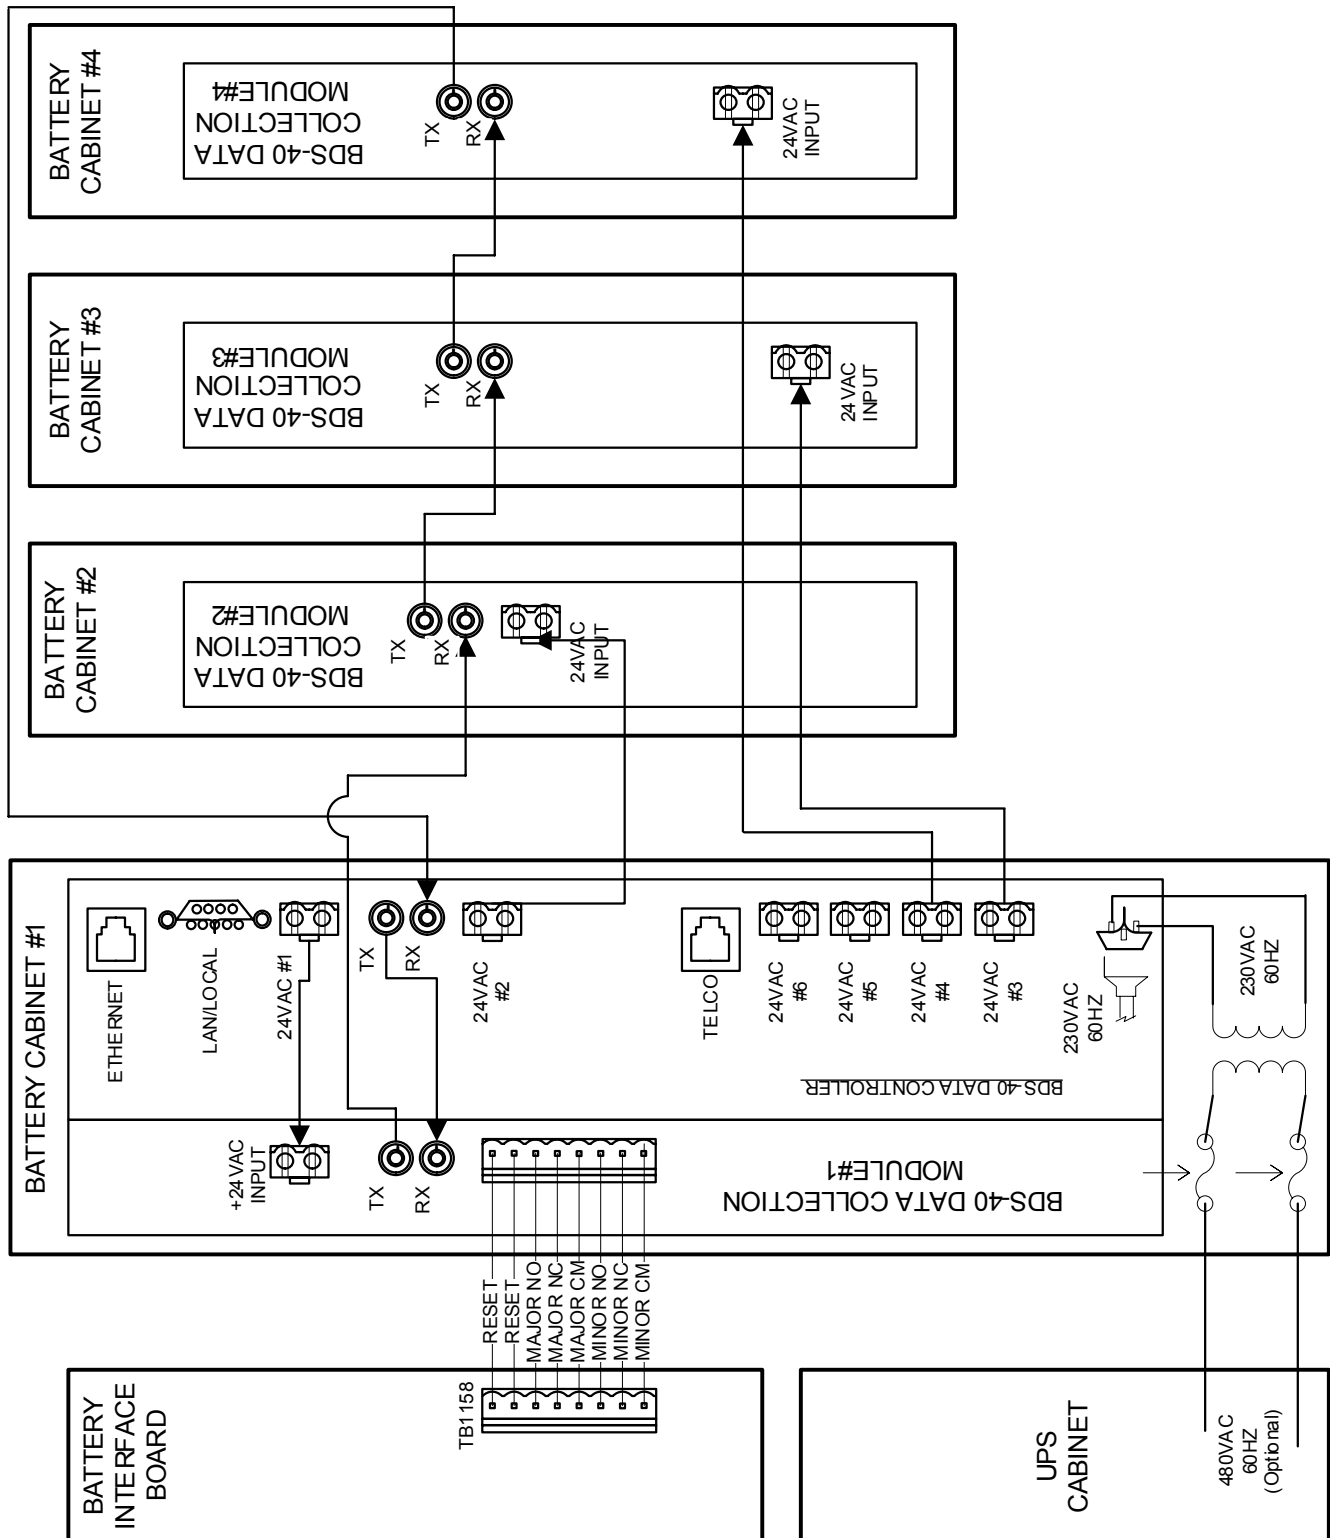 BATTERY
CABINET #4
BDS-40 DATA
COLLECTION
MODULE#4
TX
RX
24VAC
INPUT
BATTERY
CABINET #3
BDS-40 DATA
COLLECTION
MODULE#3
TX
RX
24VAC
INPUT
BATTERY
CABINET #2
BDS-40 DATA
COLLECTION
MODULE#2
TX
RX
24VAC
INPUT
BATTERY CABINET #1
ETHERNET
LAN/LOCAL
24VAC #1
TX
RX
24VAC
#2
TELCO
24VAC
#6
24VAC
#5
24VAC
#4
24VAC
#3
230VAC
60HZ
230VAC
60HZ
BDS-40 DATA CONTROLLER
+24VAC
INPUT
TX
RX
BDS-40 DATA COLLECTION
MODULE#1
RESET
RESET
MAJOR NO
MAJOR NC
MAJOR CM
MINOR NO
MINOR NC
MINOR CM
BATTERY
INTERFACE
BOARD
TB1158
UPS
CABINET
480VAC
60HZ
(Optional)